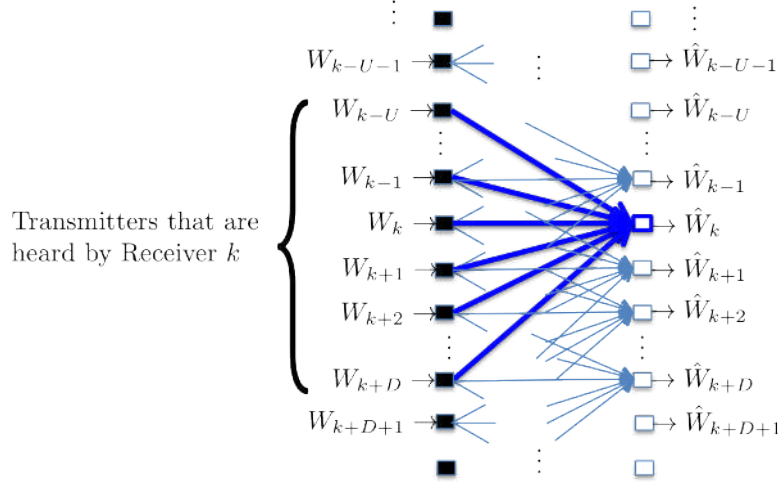 W_{k-U-1} Ŵ_{k-U-1}
W_{k-U} Ŵ_{k-U}
W_{k-1} Ŵ_{k-1}
W_k Ŵ_k
Transmitters that are
heard by Receiver k
W_{k+1} Ŵ_{k+1}
W_{k+2} Ŵ_{k+2}
W_{k+D} Ŵ_{k+D}
W_{k+D+1} Ŵ_{k+D+1}